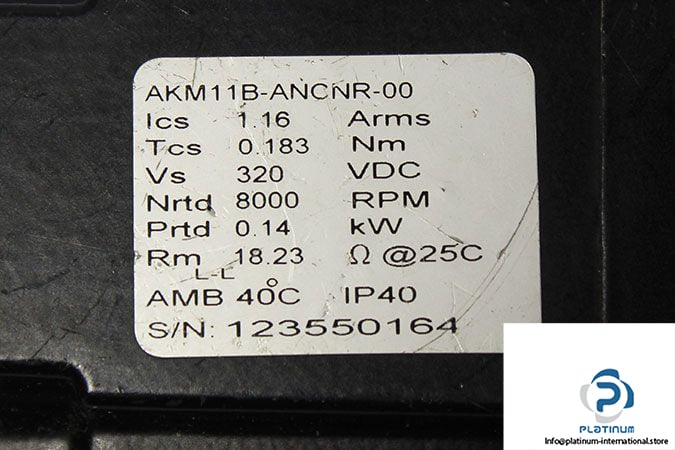 AKM11B-ANCNR-00
Ics 1.16 Arms
Tcs 0.183 Nm
Vs 320 VDC
Nrtd 8000 RPM
Prtd 0.14 kW
Rm 18.23 Ω @25C
L-L
AMB 40°C IP40
S/N: 123550164
PLATINUM
Info@platinum-international.store